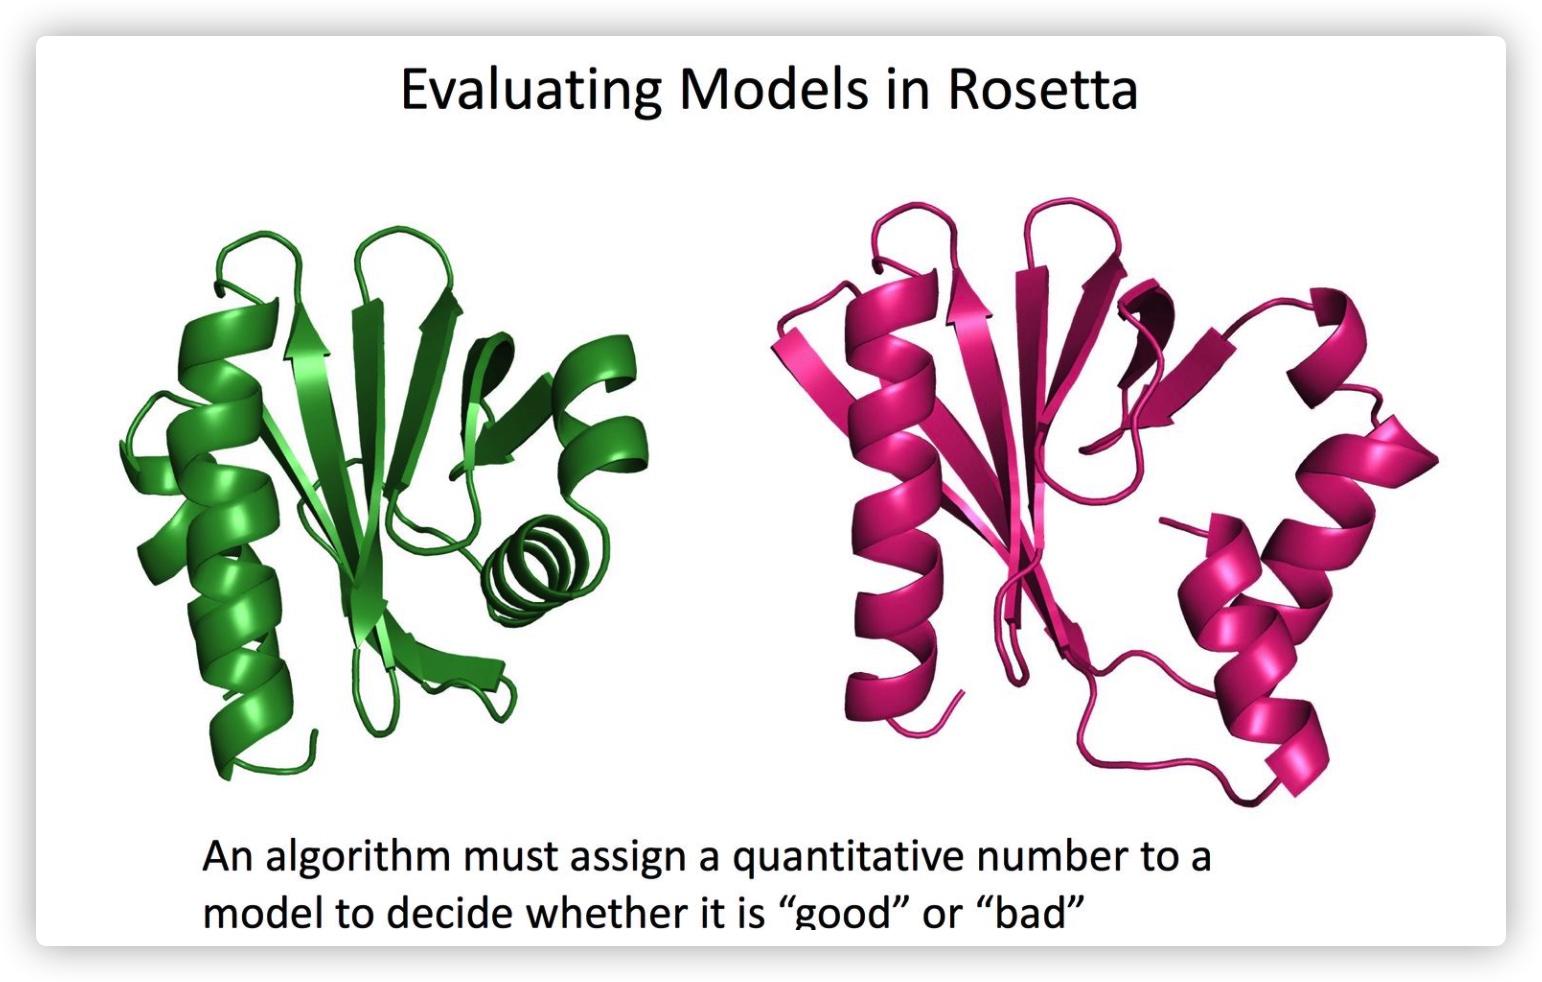 Evaluating Models in Rosetta
An algorithm must assign a quantitative number to a
model to decide whether it is “good” or “bad”